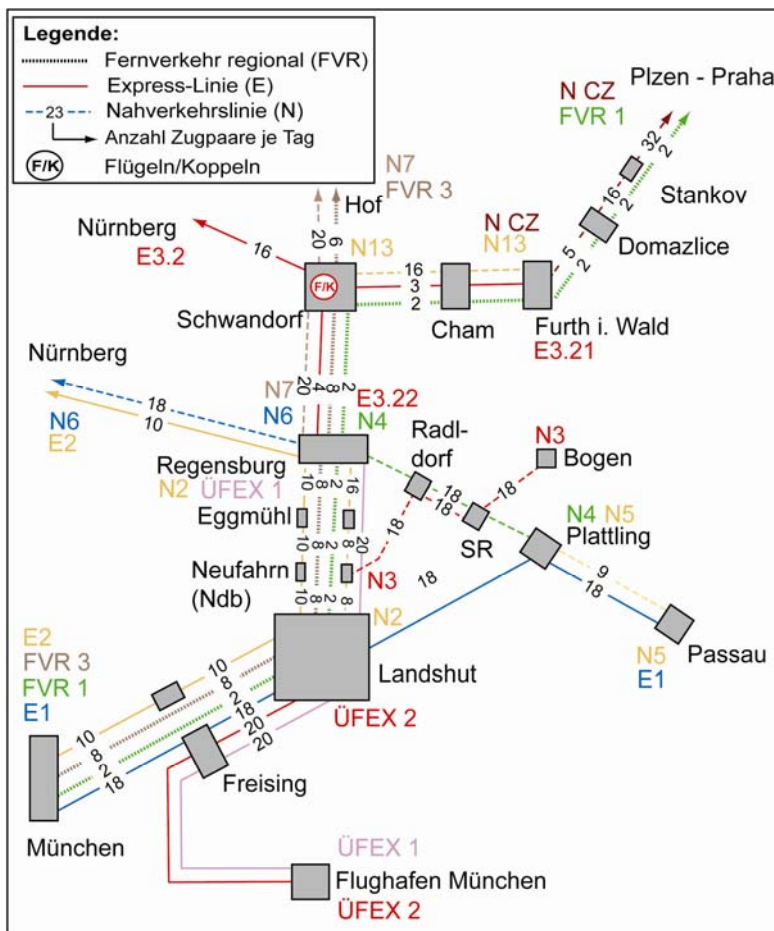 Legende:
Fernverkehr regional (FVR)
Express-Linie (E)
23 Nahverkehrslinie (N)
Anzahl Zugpaare je Tag
F/K Flügeln/Koppeln
Plzen - Praha
N CZ
FVR 1
32
2
16
2
Stankov
Domazlice
N7
FVR 3
Hof
Nürnberg
E3.2
16
20
6
N13
N CZ
N13
5
2
F/K
16
3
2
Schwandorf
Cham
Furth i. Wald
E3.21
Nürnberg
20
4
8
2
N7
N6
E3.22
N4
18
10
N6
E2
Regensburg
N2
ÜFEX 1
Radl-
dorf
N3
Bogen
10
8
2
16
18
18
18
Eggmühl
SR
N4 N5
Plattling
10
8
2
8
20
18
Neufahrn
(Ndb)
N3
18
9
18
10
8
2
8
N2
N5
E1
Passau
Landshut
E2
FVR 3
FVR 1
E1
10
8
2
18
20
20
ÜFEX 2
10
8
2
18
Freising
München
ÜFEX 1
Flughafen München
ÜFEX 2